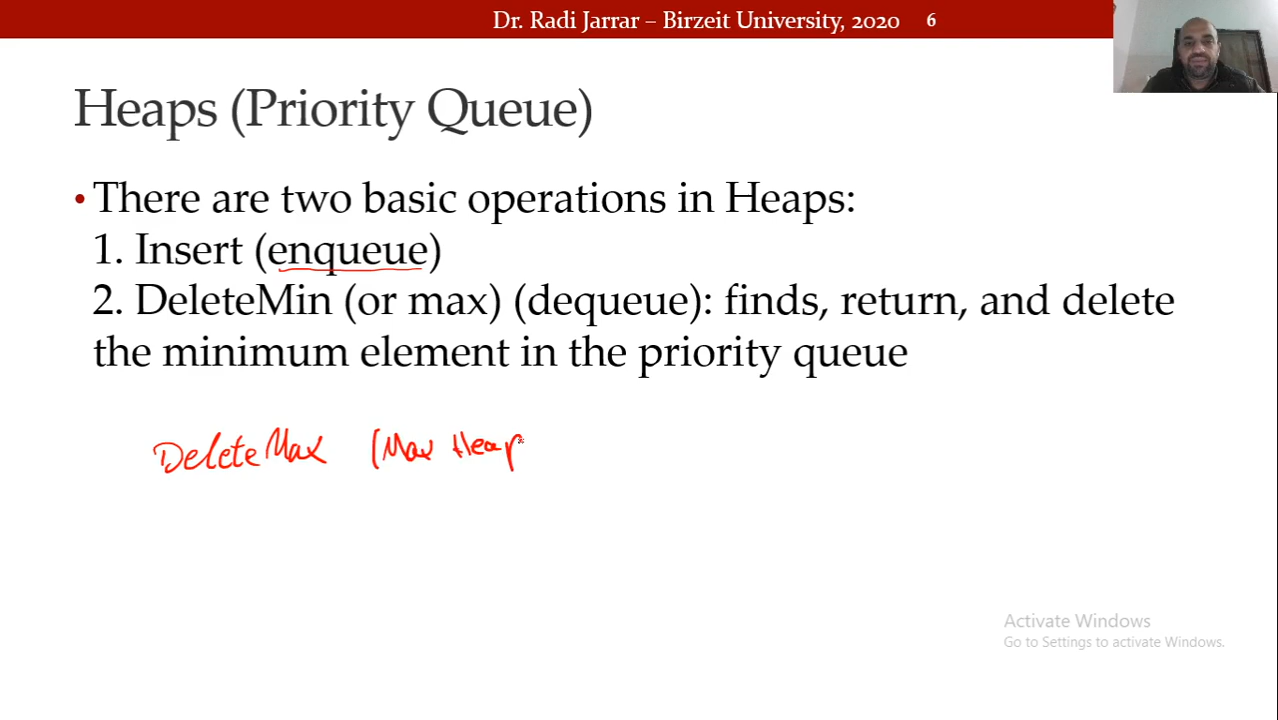 Dr. Radi Jarrar – Birzeit University, 2020 6
Heaps (Priority Queue)
• There are two basic operations in Heaps:
1. Insert (enqueue)
2. DeleteMin (or max) (dequeue): finds, return, and delete
the minimum element in the priority queue
DeleteMax (Max Heap
Activate Windows
Go to Settings to activate Windows.